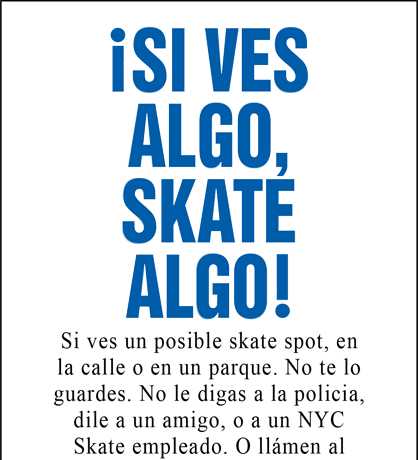 ¡SI VES
ALGO,
SKATE
ALGO!
Si ves un posible skate spot, en
la calle o en un parque. No te lo
guardes. No le digas a la policia,
dile a un amigo, o a un NYC
Skate empleado. O llámen al